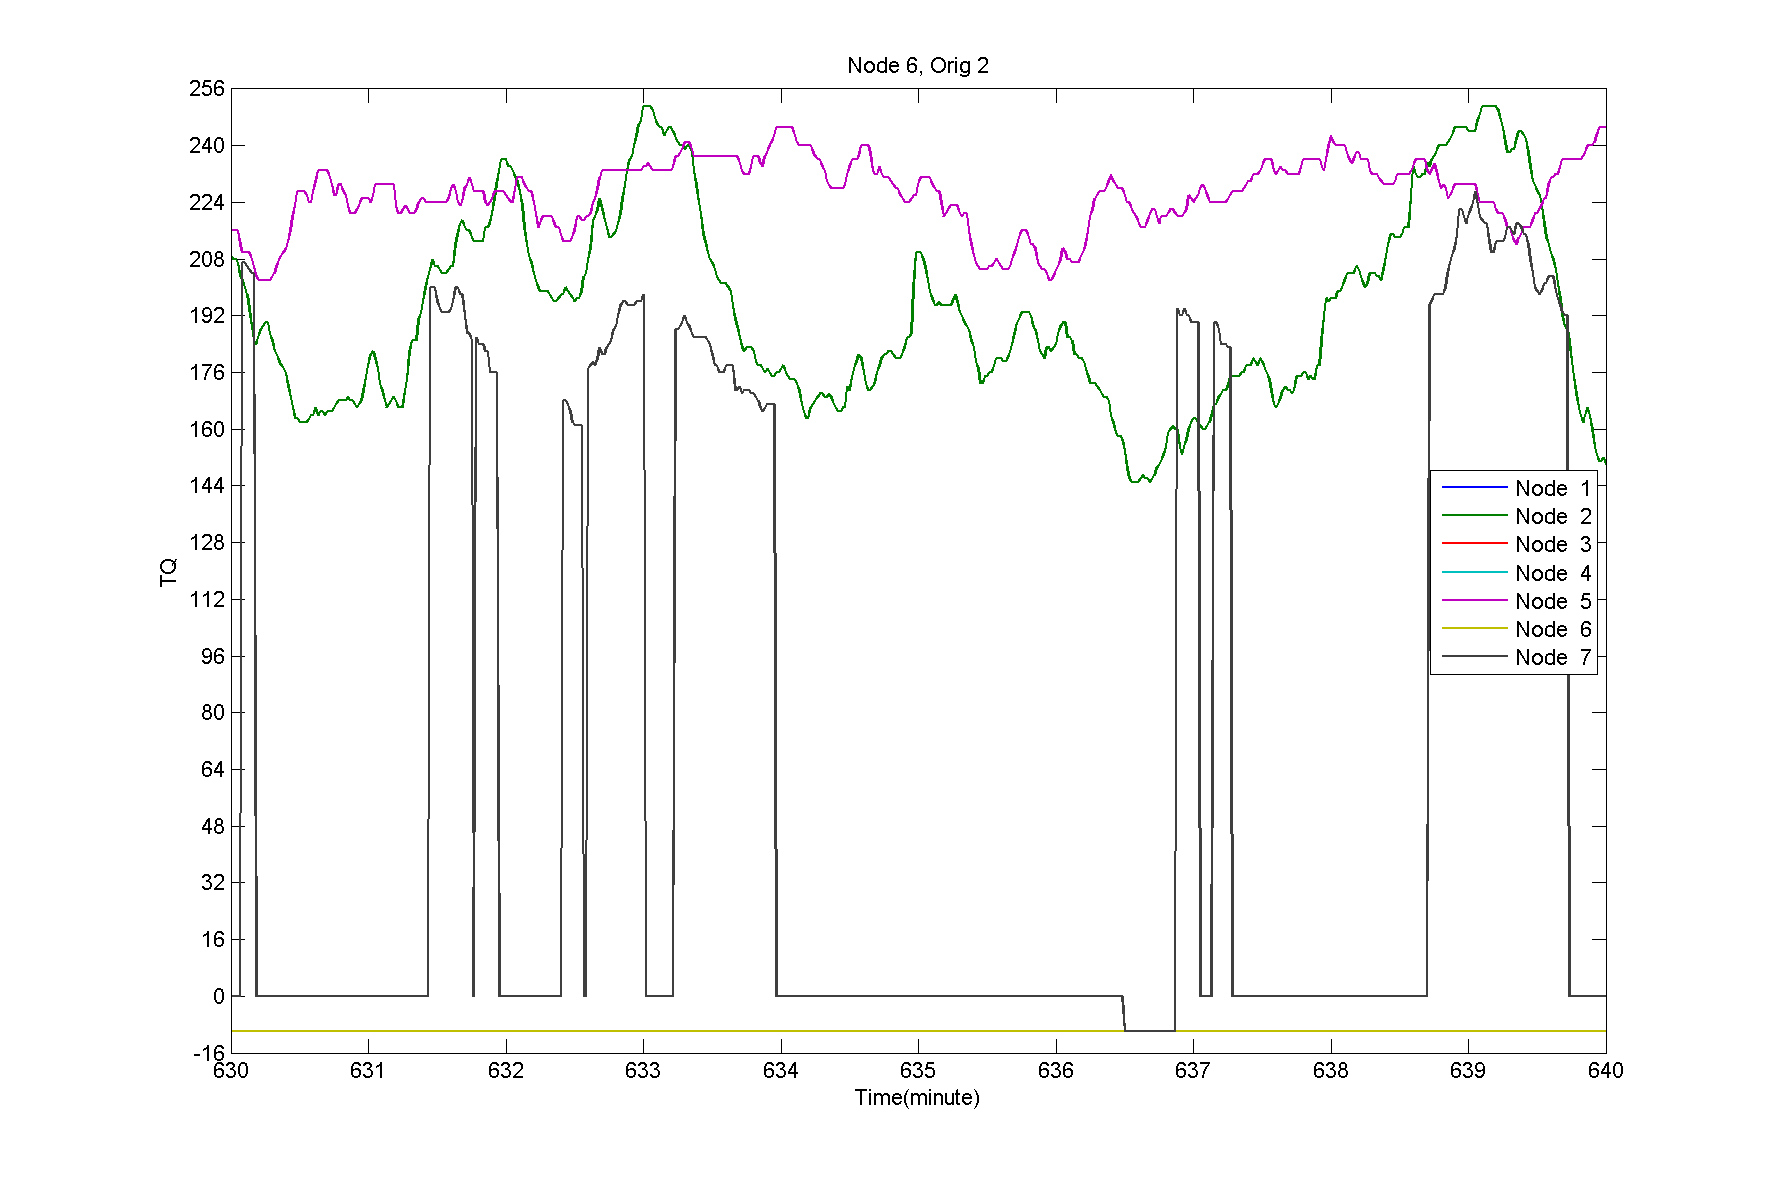 Node 6, Orig 2
256
240
224
208
192
176
160
144
128
112
96
80
64
48
32
16
0
-16
TQ
Node 1
Node 2
Node 3
Node 4
Node 5
Node 6
Node 7
630 631 632 633 634 635 636 637 638 639 640
Time(minute)